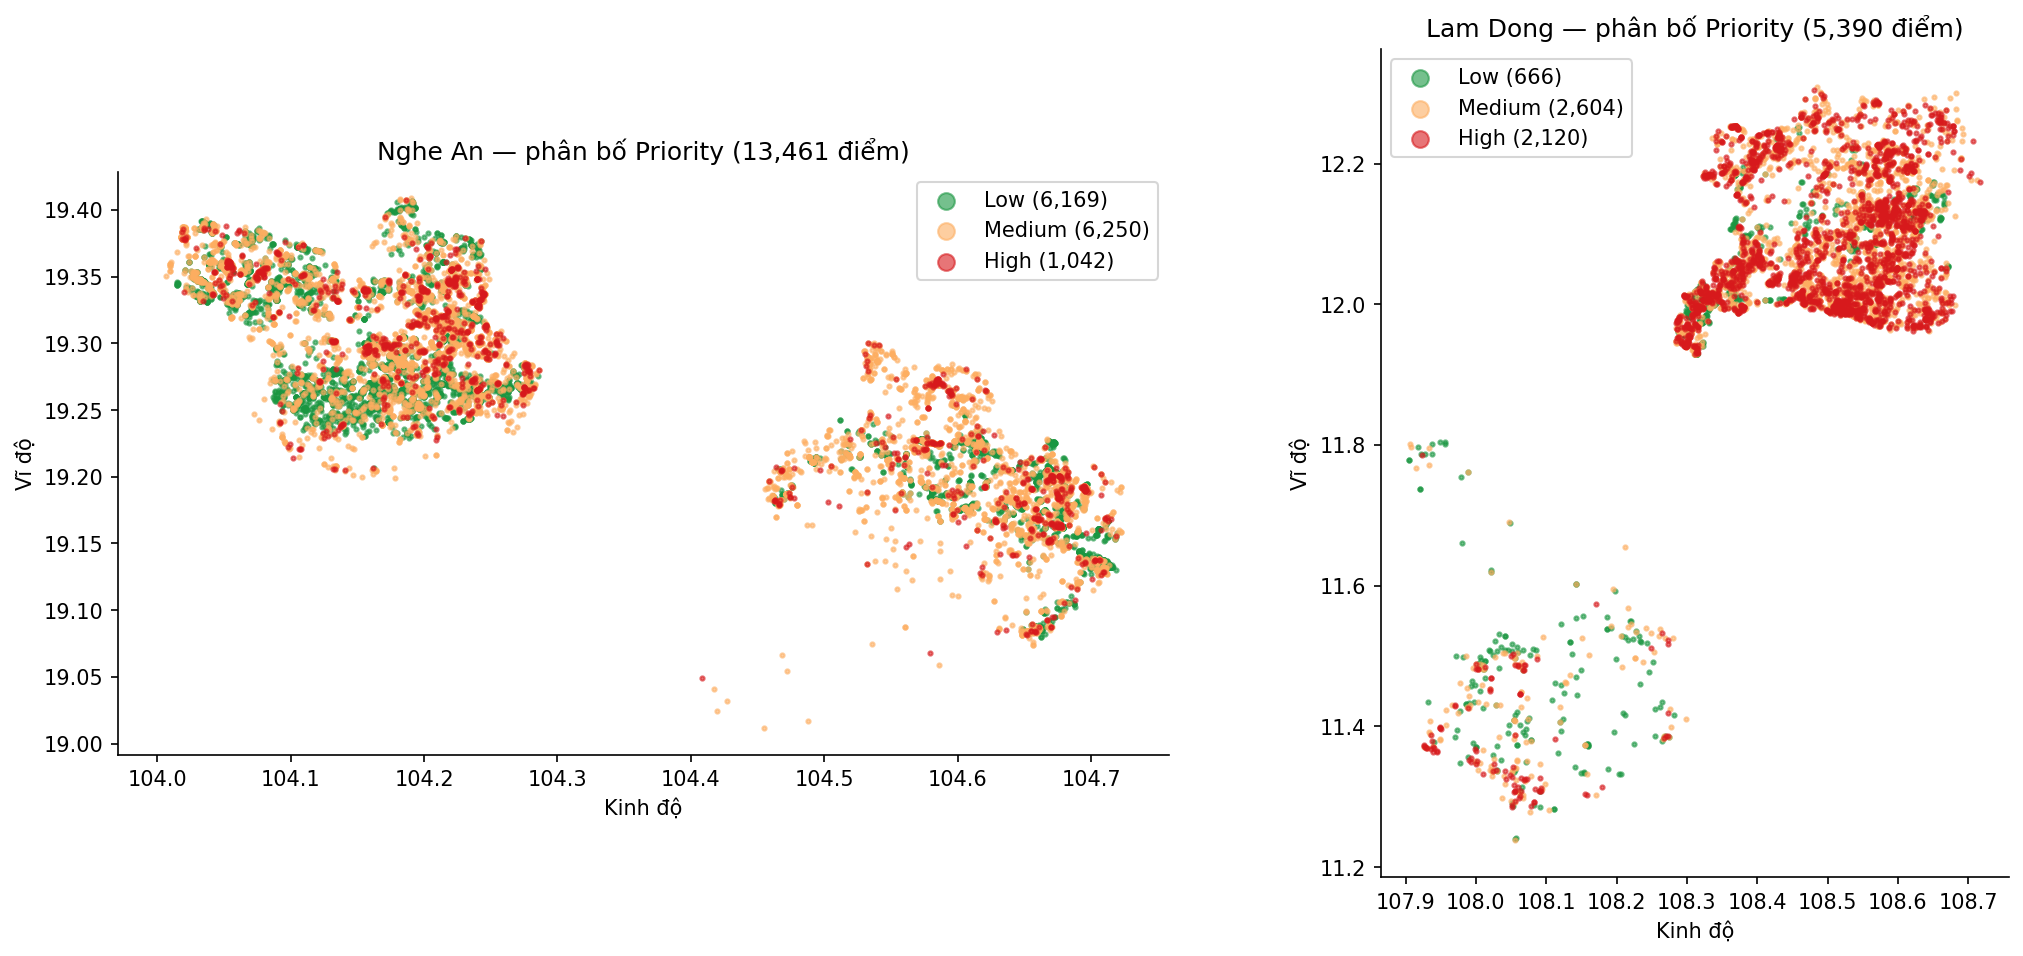 Nghe An — phân bố Priority (13,461 điểm)
Low (6,169)
Medium (6,250)
High (1,042)
Vĩ độ
19.40
19.35
19.30
19.25
19.20
19.15
19.10
19.05
19.00
104.0 104.1 104.2 104.3 104.4 104.5 104.6 104.7
Kinh độ
Lam Dong — phân bố Priority (5,390 điểm)
Low (666)
Medium (2,604)
High (2,120)
Vĩ độ
12.2
12.0
11.8
11.6
11.4
11.2
107.9 108.0 108.1 108.2 108.3 108.4 108.5 108.6 108.7
Kinh độ